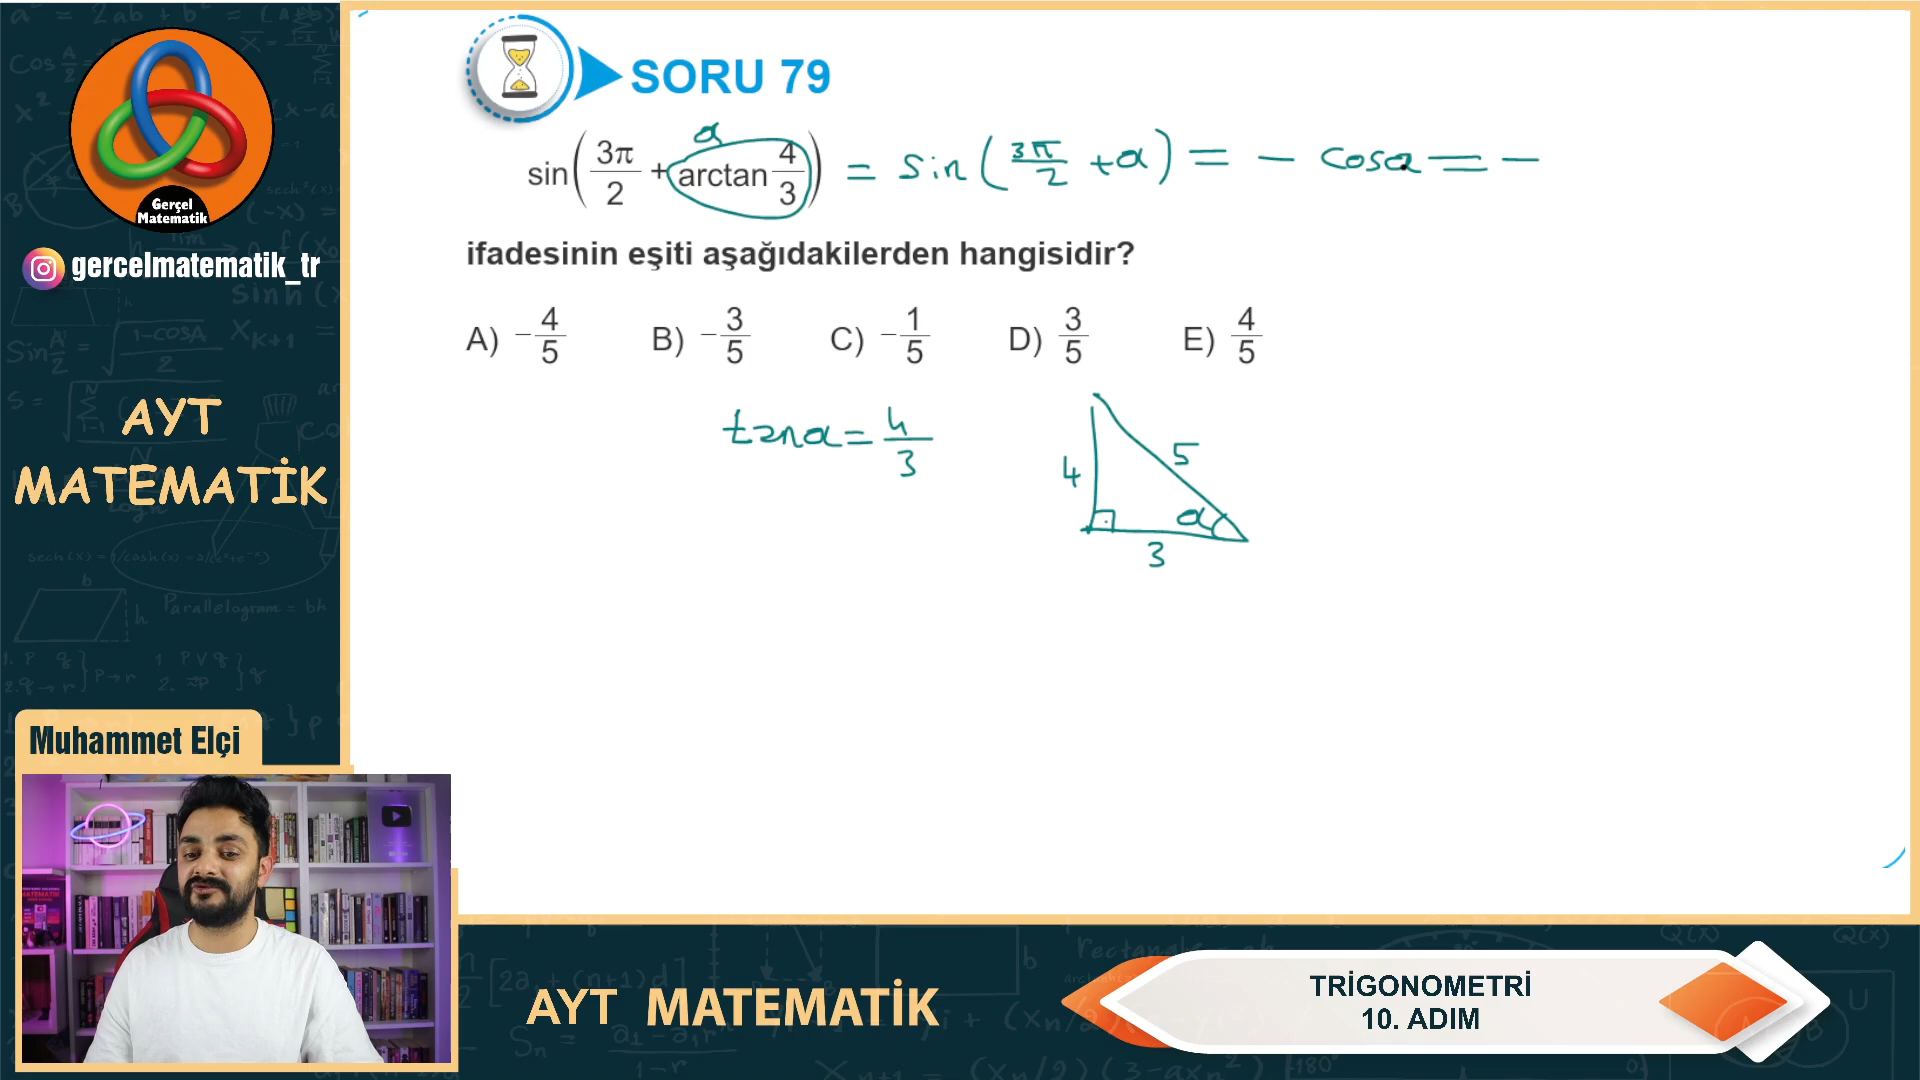 Gerçel
Matematik
gercelmatematik_tr
AYT
MATEMATİK
Muhammet Elçi
SORU 79
α
sin(3π/2 + arctan 4/3) = sin(3π/2 + α) = - cosα = -
ifadesinin eşiti aşağıdakilerden hangisidir?
A) -4/5 B) -3/5 C) -1/5 D) 3/5 E) 4/5
tanα = 4/3
4
5
α
3
AYT MATEMATİK
TRİGONOMETRİ
10. ADIM